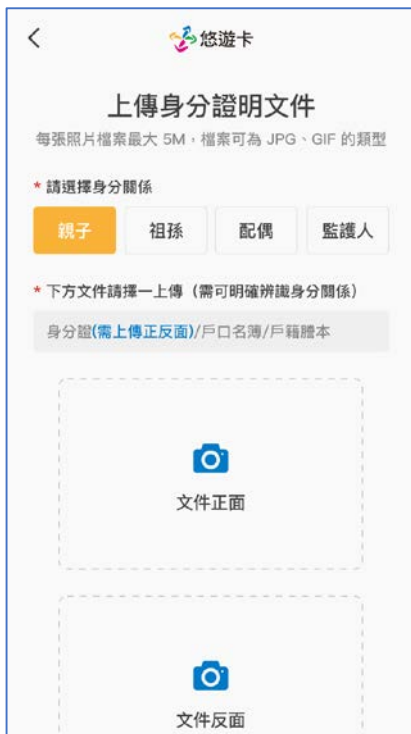 悠遊卡
上傳身分證明文件
每張照片檔案最大 5M，檔案可為 JPG、GIF 的類型
* 請選擇身分關係
親子 祖孫 配偶 監護人
* 下方文件請擇一上傳（需可明確辨識身分關係）
身分證(需上傳正反面)/戶口名簿/戶籍謄本
文件正面
文件反面